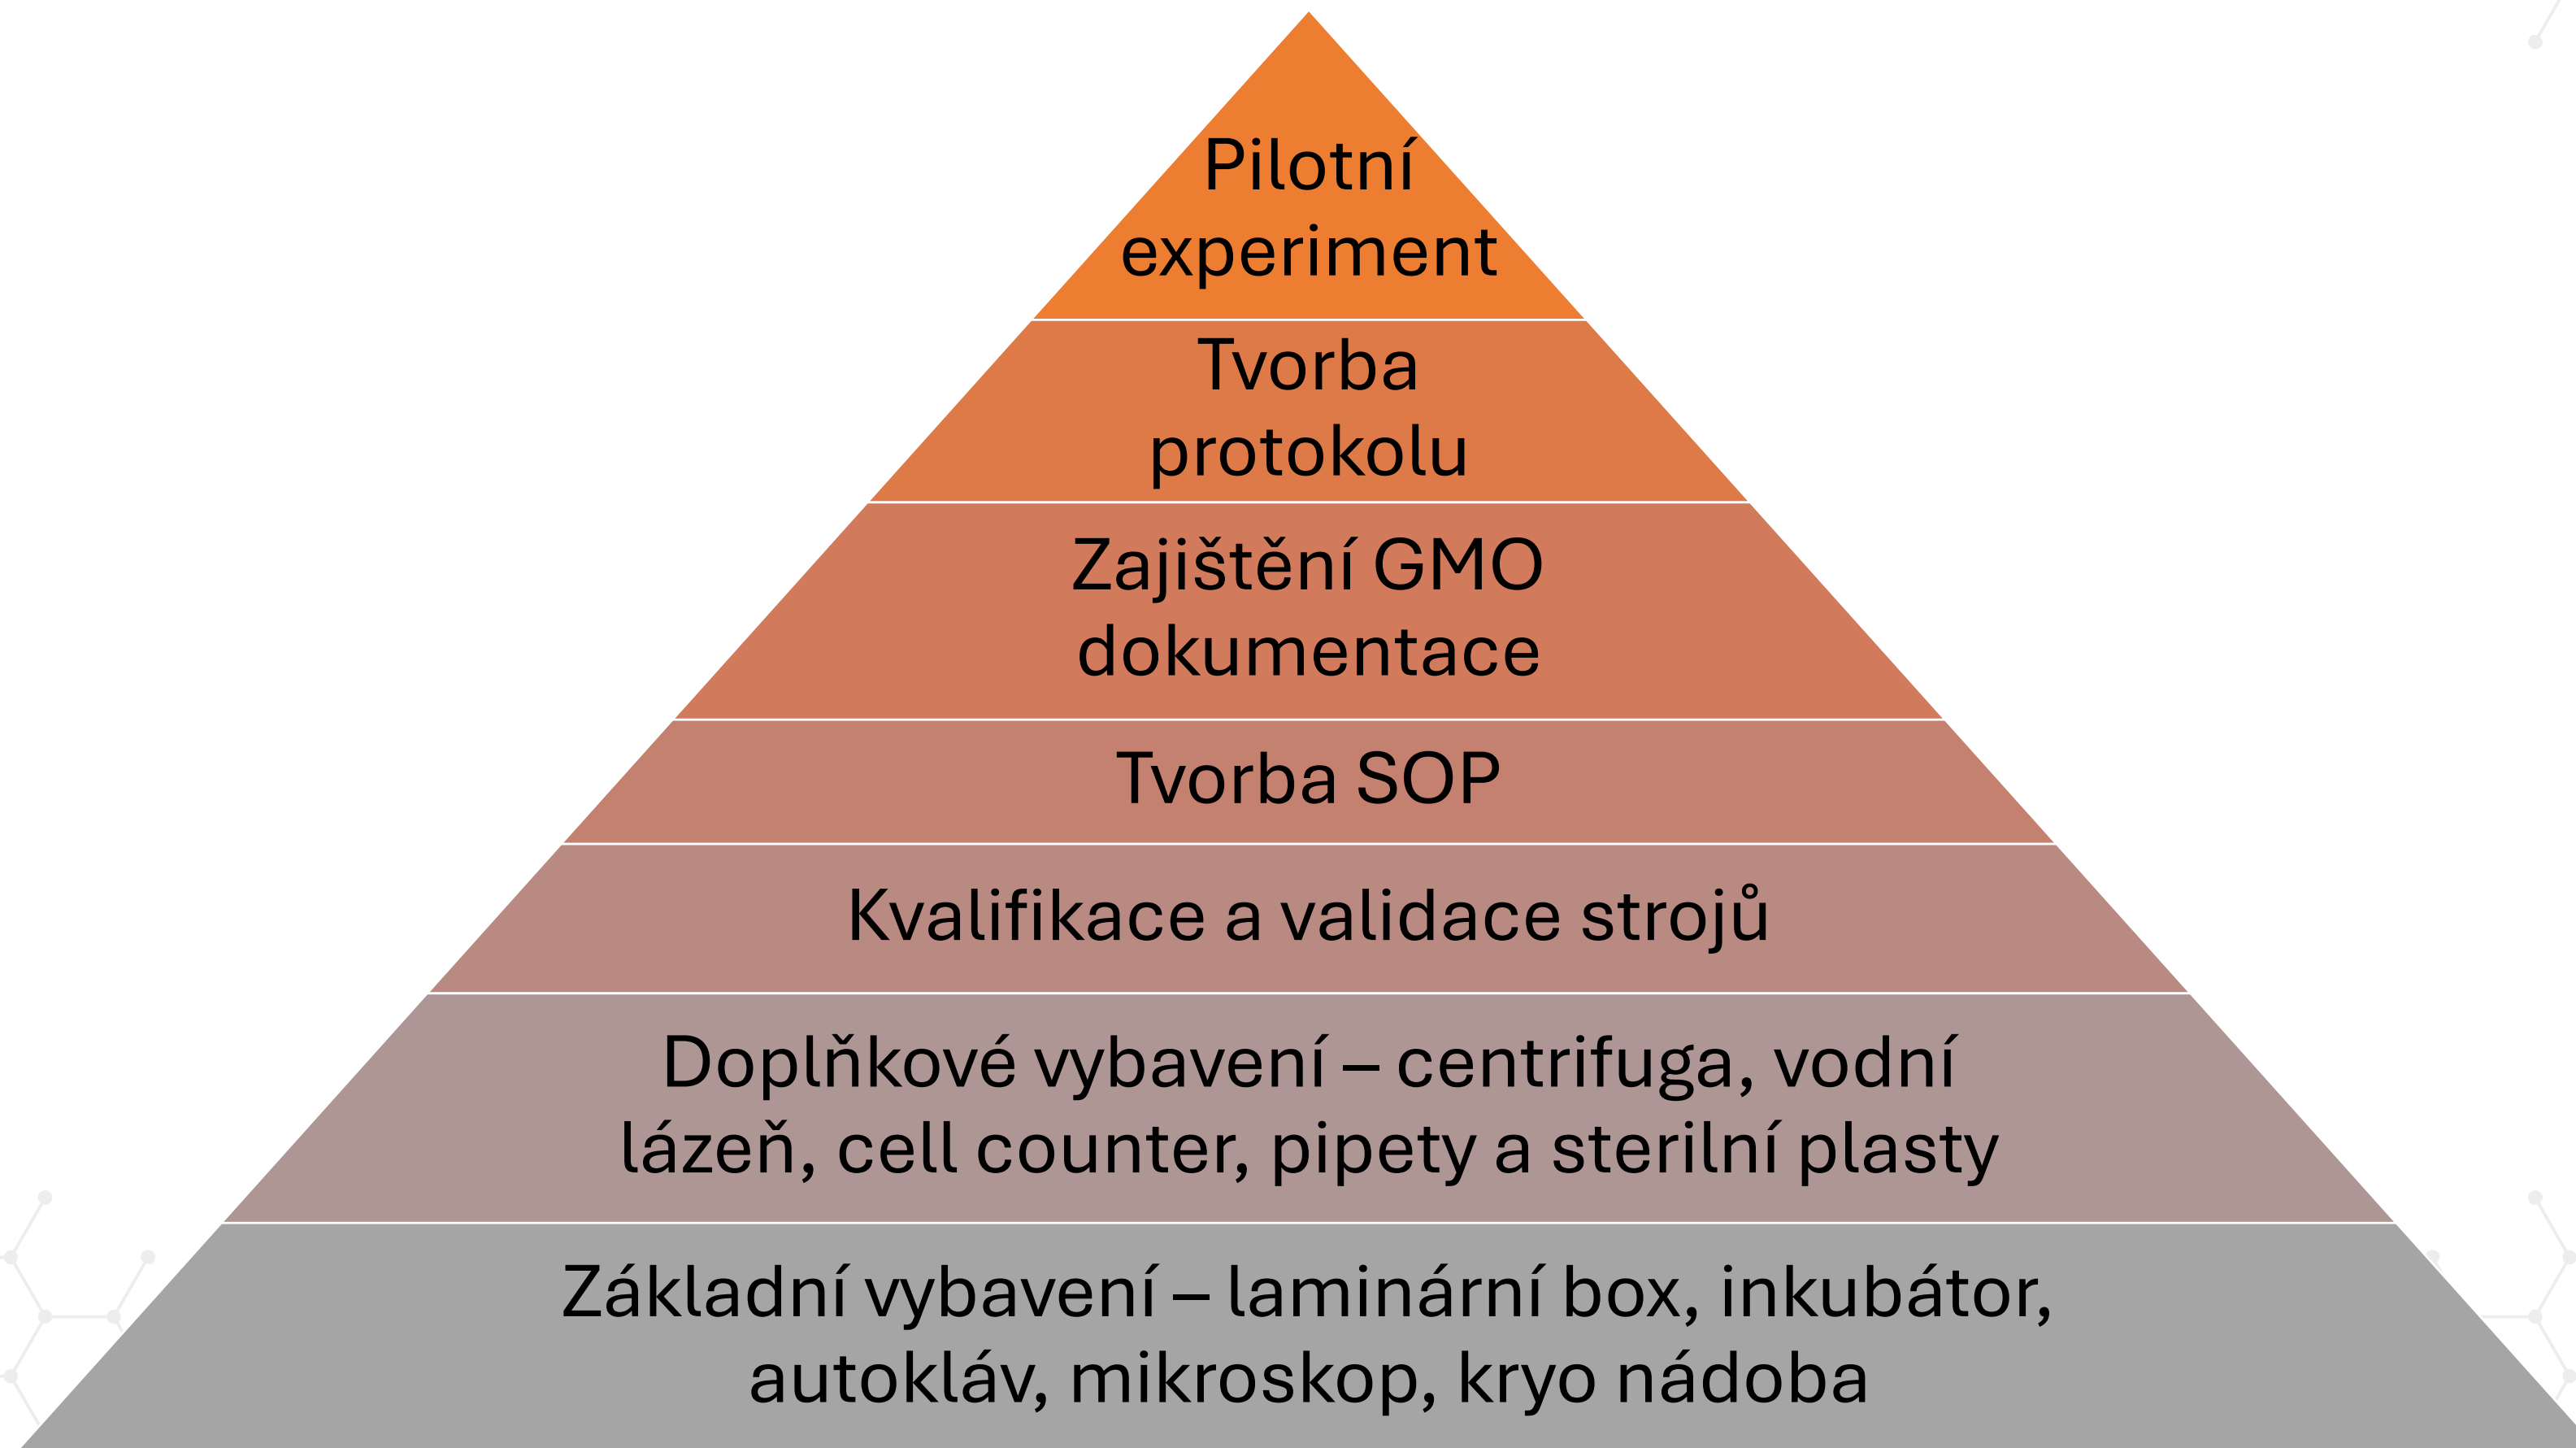 Pilotní
experiment
Tvorba
protokolu
Zajištění GMO
dokumentace
Tvorba SOP
Kvalifikace a validace strojů
Doplňkové vybavení – centrifuga, vodní
lázeň, cell counter, pipety a sterilní plasty
Základní vybavení – laminární box, inkubátor,
autokláv, mikroskop, kryo nádoba